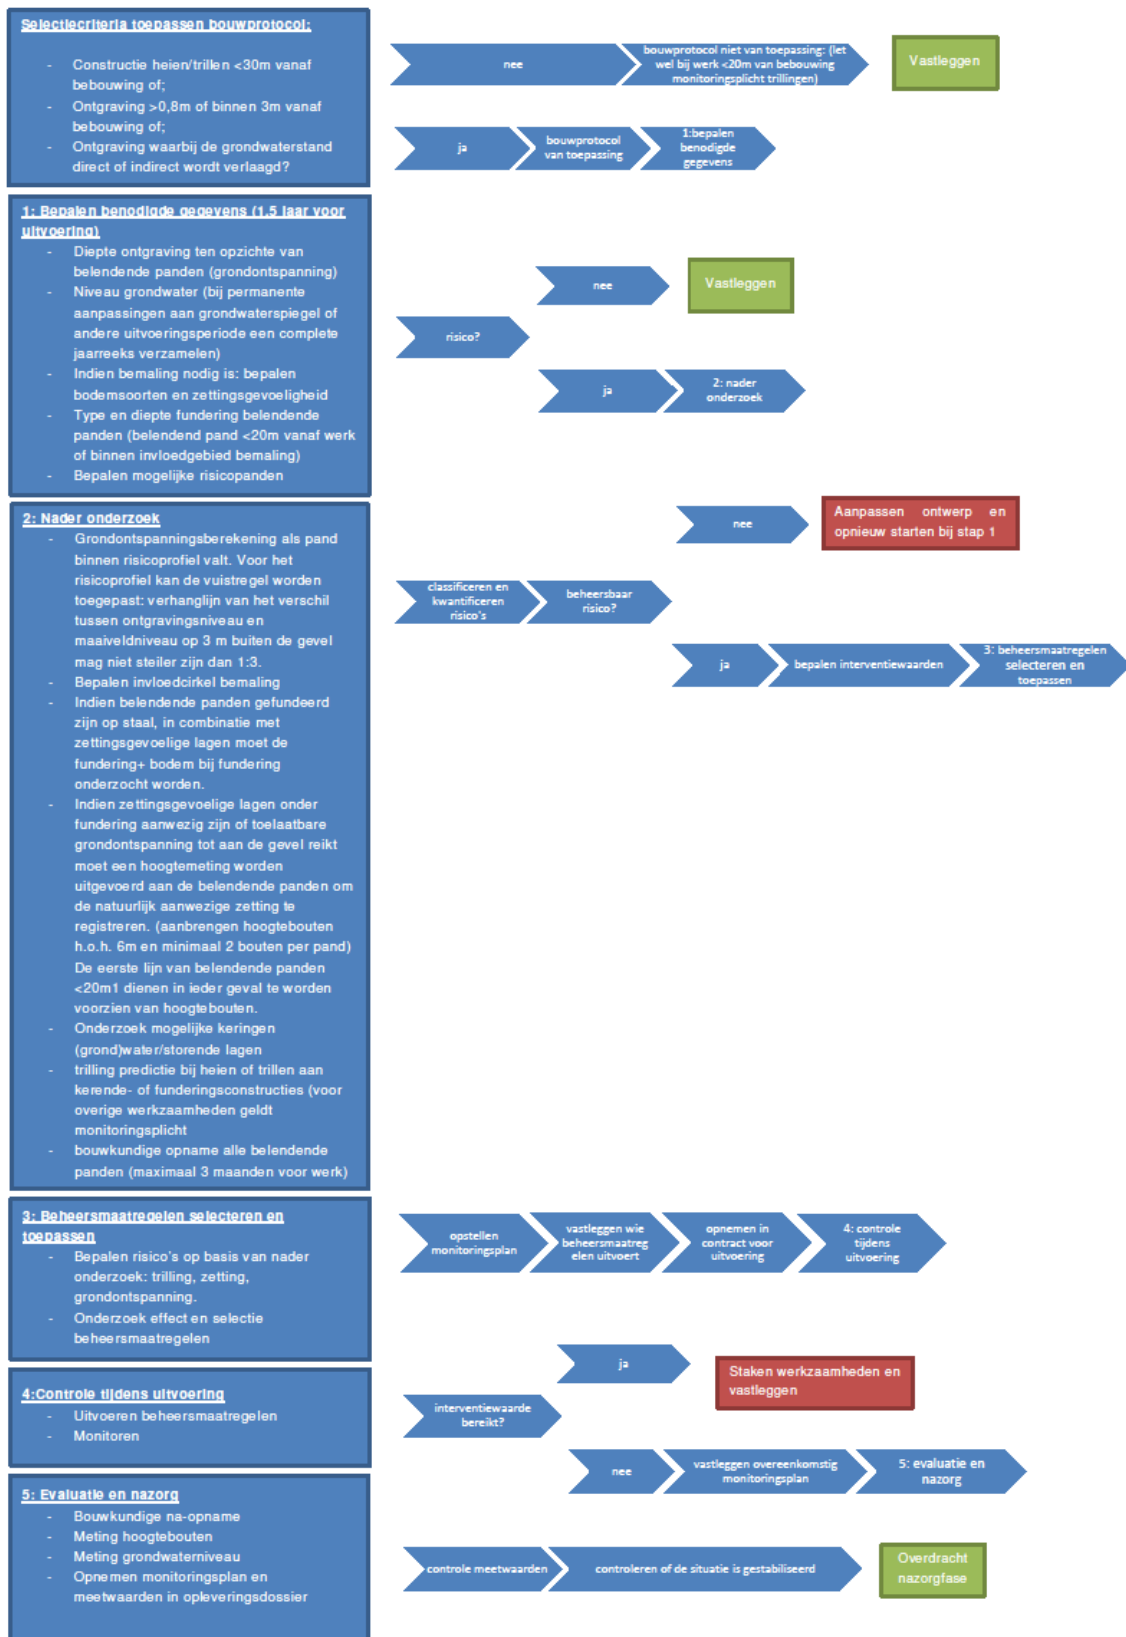 Selectiecriteria toepassen bouwprotocol:
- Constructie heien/trillen <30m vanaf
bebouwing of;
- Ontgraving >0,8m of binnen 3m vanaf
bebouwing of;
- Ontgraving waarbij de grondwaterstand
direct of indirect wordt verlaagd?
nee
bouwprotocol niet van toepassing: (let
wel bij werk <20m van bebouwing
monitoringsplicht trillingen)
Vastleggen
ja
bouwprotocol
van toepassing
1:bepalen
benodigde
gegevens
1: Bepalen benodigde gegevens (1.5 jaar voor
uitvoering)
- Diepte ontgraving ten opzichte van
belendende panden (grondontspanning)
- Niveau grondwater (bij permanente
aanpassingen aan grondwaterspiegel of
andere uitvoeringsperiode een complete
jaarreeks verzamelen)
- Indien bemaling nodig is: bepalen
bodemsoorten en zettingsgevoeligheid
- Type en diepte fundering belendende
panden (belendend pand <20m vanaf werk
of binnen invloedgebied bemaling)
- Bepalen mogelijke risicopanden
risico?
nee
Vastleggen
ja
2: nader
onderzoek
2: Nader onderzoek
- Grondontspanningsberekening als pand
binnen risicoprofiel valt. Voor het
risicoprofiel kan de vuistregel worden
toegepast: verhanglijn van het verschil
tussen ontgravingsniveau en
maaiveldniveau op 3 m buiten de gevel
mag niet steiler zijn dan 1:3.
- Bepalen invloedcirkel bemaling
- Indien belendende panden gefundeerd
zijn op staal, in combinatie met
zettingsgevoelige lagen moet de
fundering+ bodem bij fundering
onderzocht worden.
- Indien zettingsgevoelige lagen onder
fundering aanwezig zijn of toelaatbare
grondontspanning tot aan de gevel reikt
moet een hoogtemeting worden
uitgevoerd aan de belendende panden om
de natuurlijk aanwezige zetting te
registreren. (aanbrengen hoogtebouten
h.o.h. 6m en minimaal 2 bouten per pand)
De eerste lijn van belendende panden
<20m1 dienen in ieder geval te worden
voorzien van hoogtebouten.
- Onderzoek mogelijke keringen
(grond)water/storende lagen
- trilling predictie bij heien of trillen aan
kerende- of funderingsconstructies (voor
overige werkzaamheden geldt
monitoringsplicht
- bouwkundige opname alle belendende
panden (maximaal 3 maanden voor werk)
classificeren en
kwantificeren
risico's
beheersbaar
risico?
nee
Aanpassen ontwerp en
opnieuw starten bij stap 1
ja
bepalen interventiewaarden
3: beheersmaatregelen
selecteren en
toepassen
3: Beheersmaatregelen selecteren en
toepassen
- Bepalen risico's op basis van nader
onderzoek: trilling, zetting,
grondontspanning.
- Onderzoek effect en selectie
beheersmaatregelen
opstellen
monitoringsplan
vastleggen wie
beheersmaatreg
elen uitvoert
opnemen in
contract voor
uitvoering
4: controle
tijdens
uitvoering
4:Controle tijdens uitvoering
- Uitvoeren beheersmaatregelen
- Monitoren
interventiewaarde
bereikt?
ja
Staken werkzaamheden en
vastleggen
nee
vastleggen overeenkomstig
monitoringsplan
5: evaluatie en
nazorg
5: Evaluatie en nazorg
- Bouwkundige na-opname
- Meting hoogtebouten
- Meting grondwaterniveau
- Opnemen monitoringsplan en
meetwaarden in opleveringsdossier
controle meetwaarden
controleren of de situatie is gestabiliseerd
Overdracht
nazorgfase